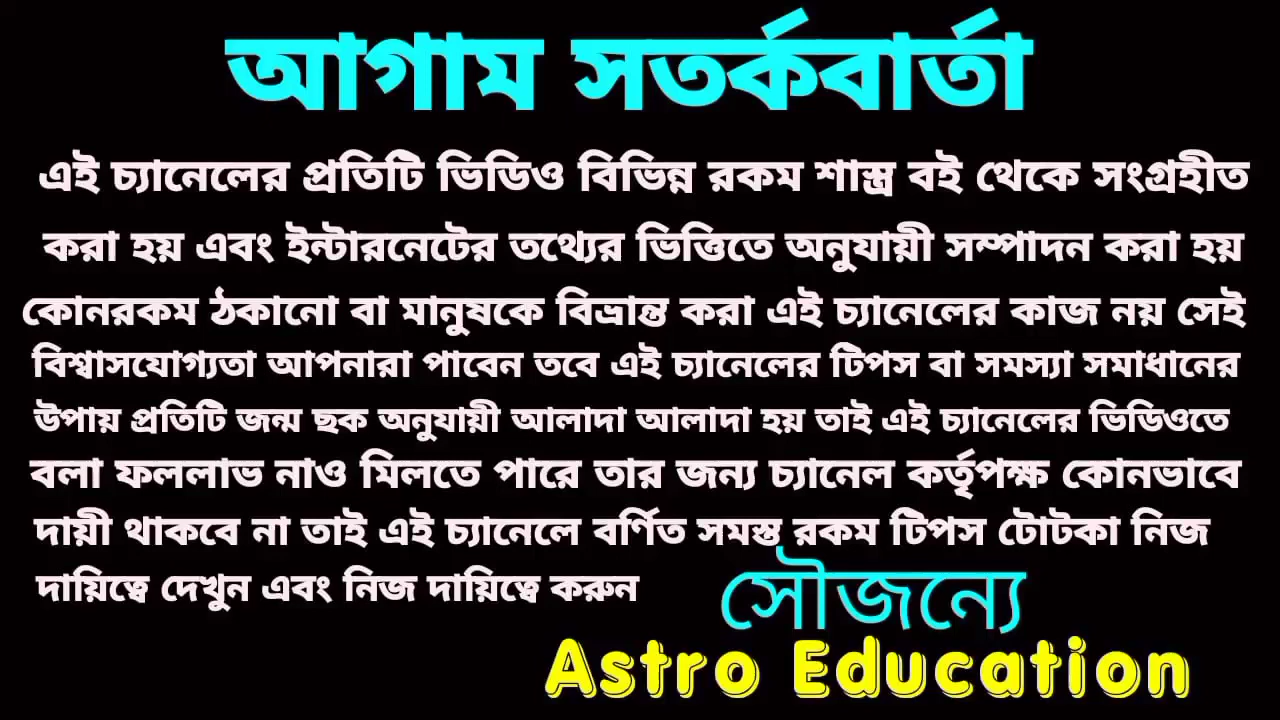 আগাম সতর্কবার্তা
এই চ্যানেলের প্রতিটি ভিডিও বিভিন্ন রকম শাস্ত্র বই থেকে সংগ্রহীত
করা হয় এবং ইন্টারনেটের তথ্যের ভিত্তিতে অনুযায়ী সম্পাদন করা হয়
কোনরকম ঠকানো বা মানুষকে বিভ্রান্ত করা এই চ্যানেলের কাজ নয় সেই
বিশ্বাসযোগ্যতা আপনারা পাবেন তবে এই চ্যানেলের টিপস বা সমস্যা সমাধানের
উপায় প্রতিটি জন্ম ছক অনুযায়ী আলাদা আলাদা হয় তাই এই চ্যানেলের ভিডিওতে
বলা ফললাভ নাও মিলতে পারে তার জন্য চ্যানেল কর্তৃপক্ষ কোনভাবে
দায়ী থাকবে না তাই এই চ্যানেলে বর্ণিত সমস্ত রকম টিপস টোটকা নিজ
দায়িত্বে দেখুন এবং নিজ দায়িত্বে করুন
সৌজন্যে
Astro Education